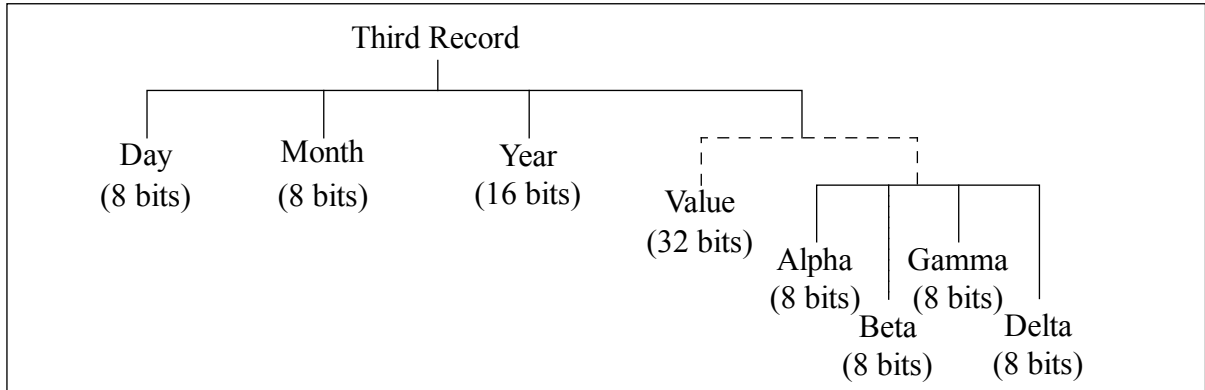 Third Record
Day
(8 bits)
Month
(8 bits)
Year
(16 bits)
Value
(32 bits)
Alpha
(8 bits)
Beta
(8 bits)
Gamma
(8 bits)
Delta
(8 bits)